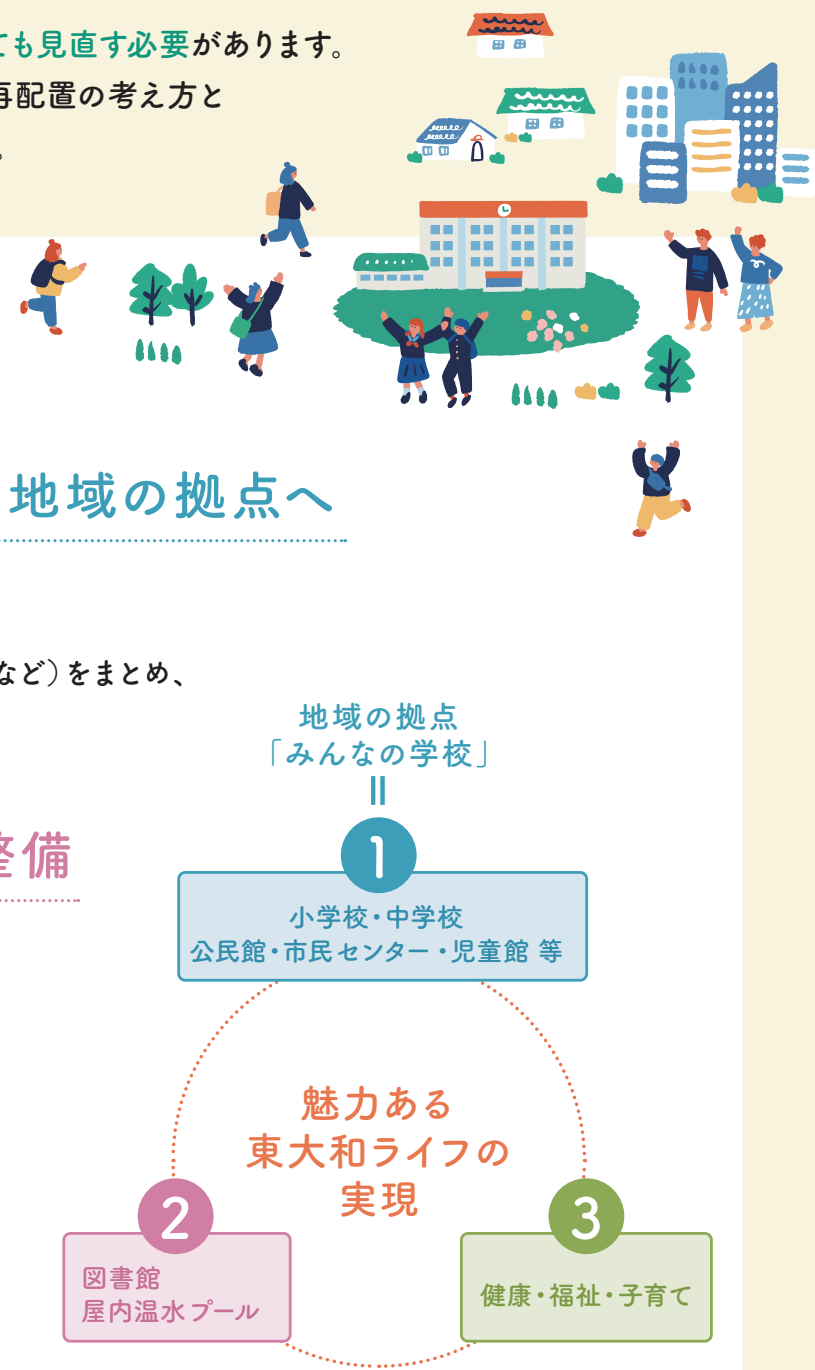 ても見直す必要があります。
再配置の考え方と
。
地域の拠点へ
など)をまとめ、
地域の拠点
「みんなの学校」
整備
1
小学校・中学校
公民館・市民センター・児童館 等
魅力ある
東大和ライフの
実現
2
図書館
屋内温水プール
3
健康・福祉・子育て